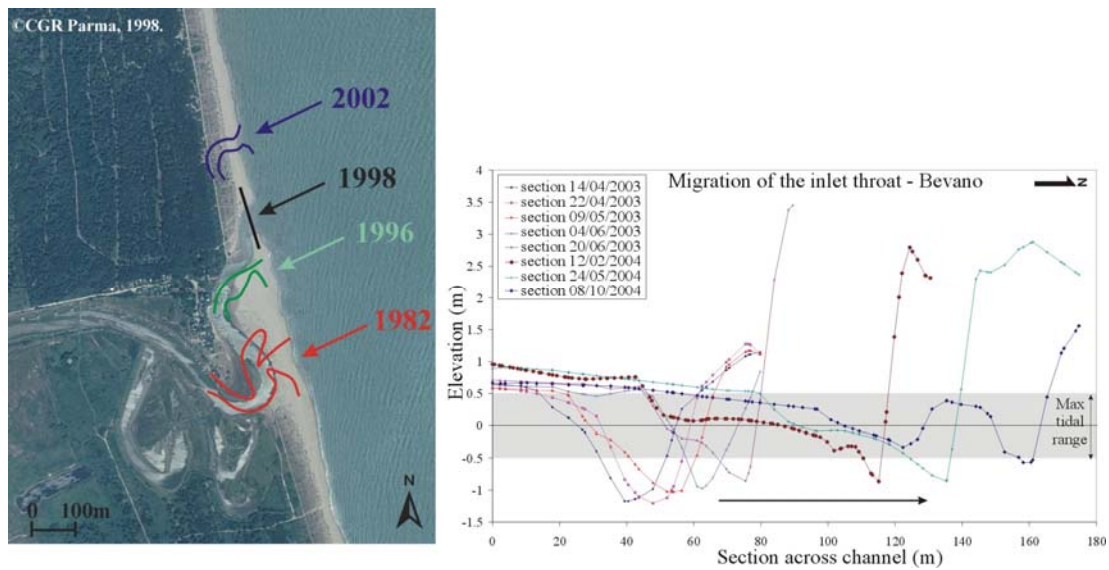 ©CGR Parma, 1998.
2002
1998
1996
1982
0 100m
N
Migration of the inlet throat - Bevano
N
section 14/04/2003
section 22/04/2003
section 09/05/2003
section 04/06/2003
section 20/06/2003
section 12/02/2004
section 24/05/2004
section 08/10/2004
Elevation (m)
4
3.5
3
2.5
2
1.5
1
0.5
0
-0.5
-1
-1.5
Max
tidal
range
0 20 40 60 80 100 120 140 160 180
Section across channel (m)